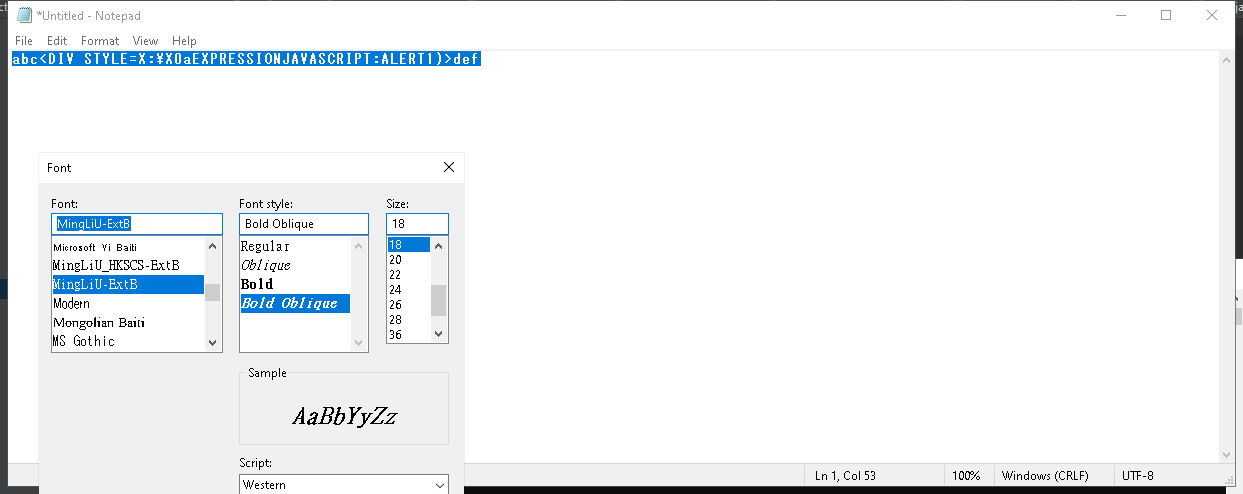 *Untitled - Notepad
File Edit Format View Help
abc<DIV STYLE=X:¥X0aEXPRESSIONJAVASCRIPT:ALERT1)>def
Font
Font: Font style: Size:
MingLiU-ExtB Bold Oblique 18
Microsoft Yi Baiti Regular 18
MingLiU_HKSCS-ExtB Oblique 20
MingLiU-ExtB Bold 22
Modern Bold Oblique 24
Mongolian Baiti 26
MS Gothic 28
36
Sample
AaBbYyZz
Script:
Western
Ln 1, Col 53 100% Windows (CRLF) UTF-8